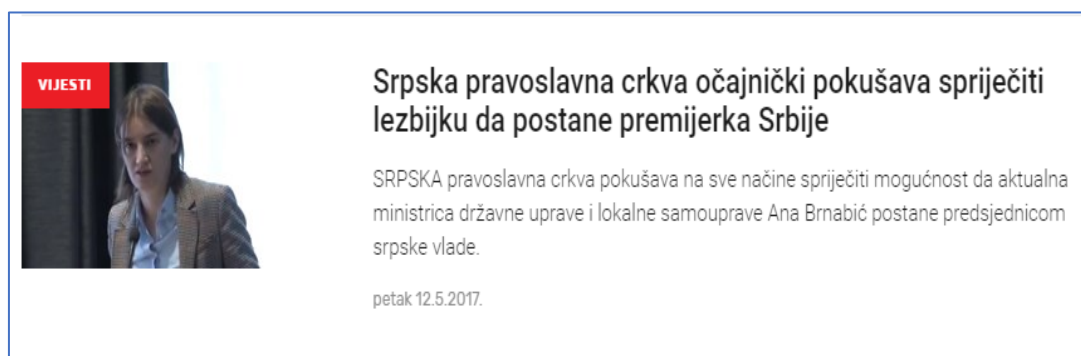 VIJESTI
Srpska pravoslavna crkva očajnički pokušava spriječiti
lezbijku da postane premijerka Srbije
SRPSKA pravoslavna crkva pokušava na sve načine spriječiti mogućnost da aktualna
ministrica državne uprave i lokalne samouprave Ana Brnabić postane predsjednicom
srpske vlade.
petak 12.5.2017.